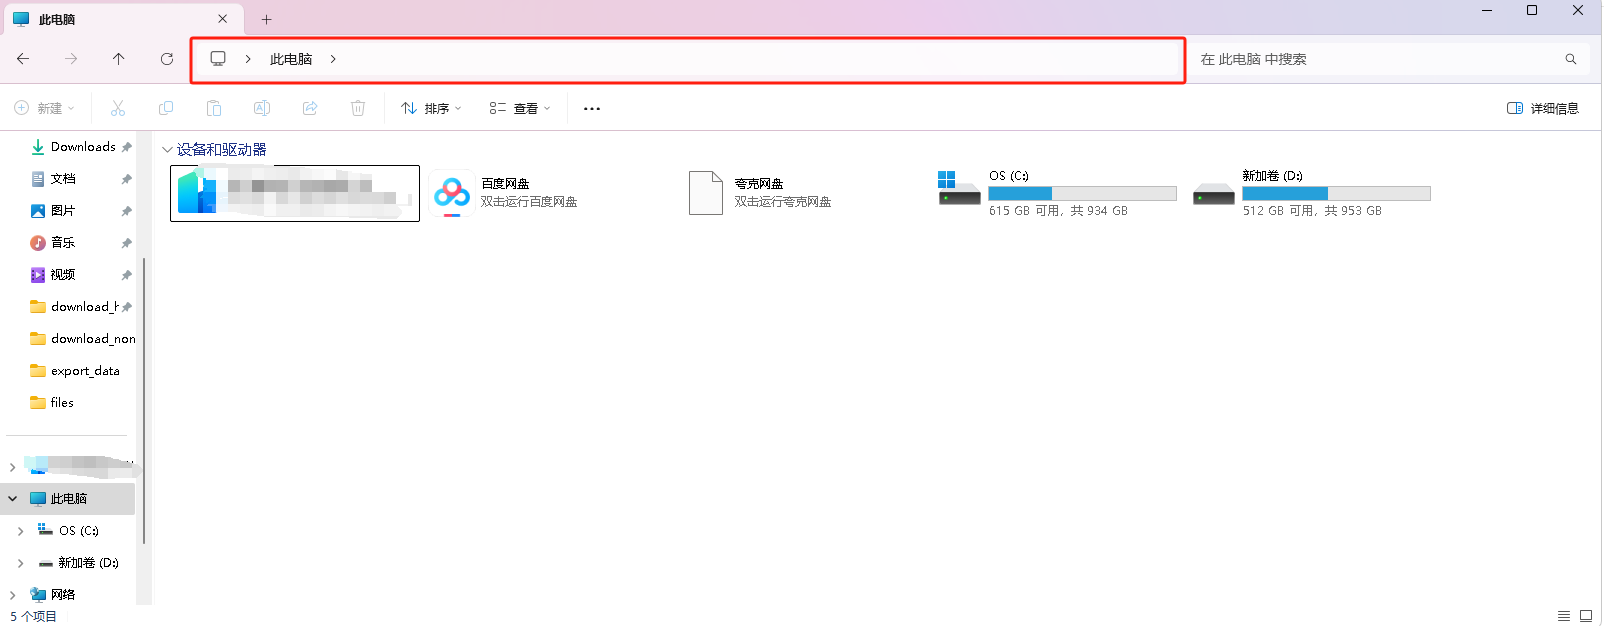 此电脑
此电脑
在 此电脑 中搜索
新建
排序
查看
详细信息
Downloads
文档
图片
音乐
视频
download_h
download_non
export_data
files
此电脑
OS (C:)
新加卷 (D:)
网络
设备和驱动器
百度网盘
双击运行百度网盘
夸克网盘
双击运行夸克网盘
OS (C:)
615 GB 可用，共 934 GB
新加卷 (D:)
512 GB 可用，共 953 GB
5 个项目